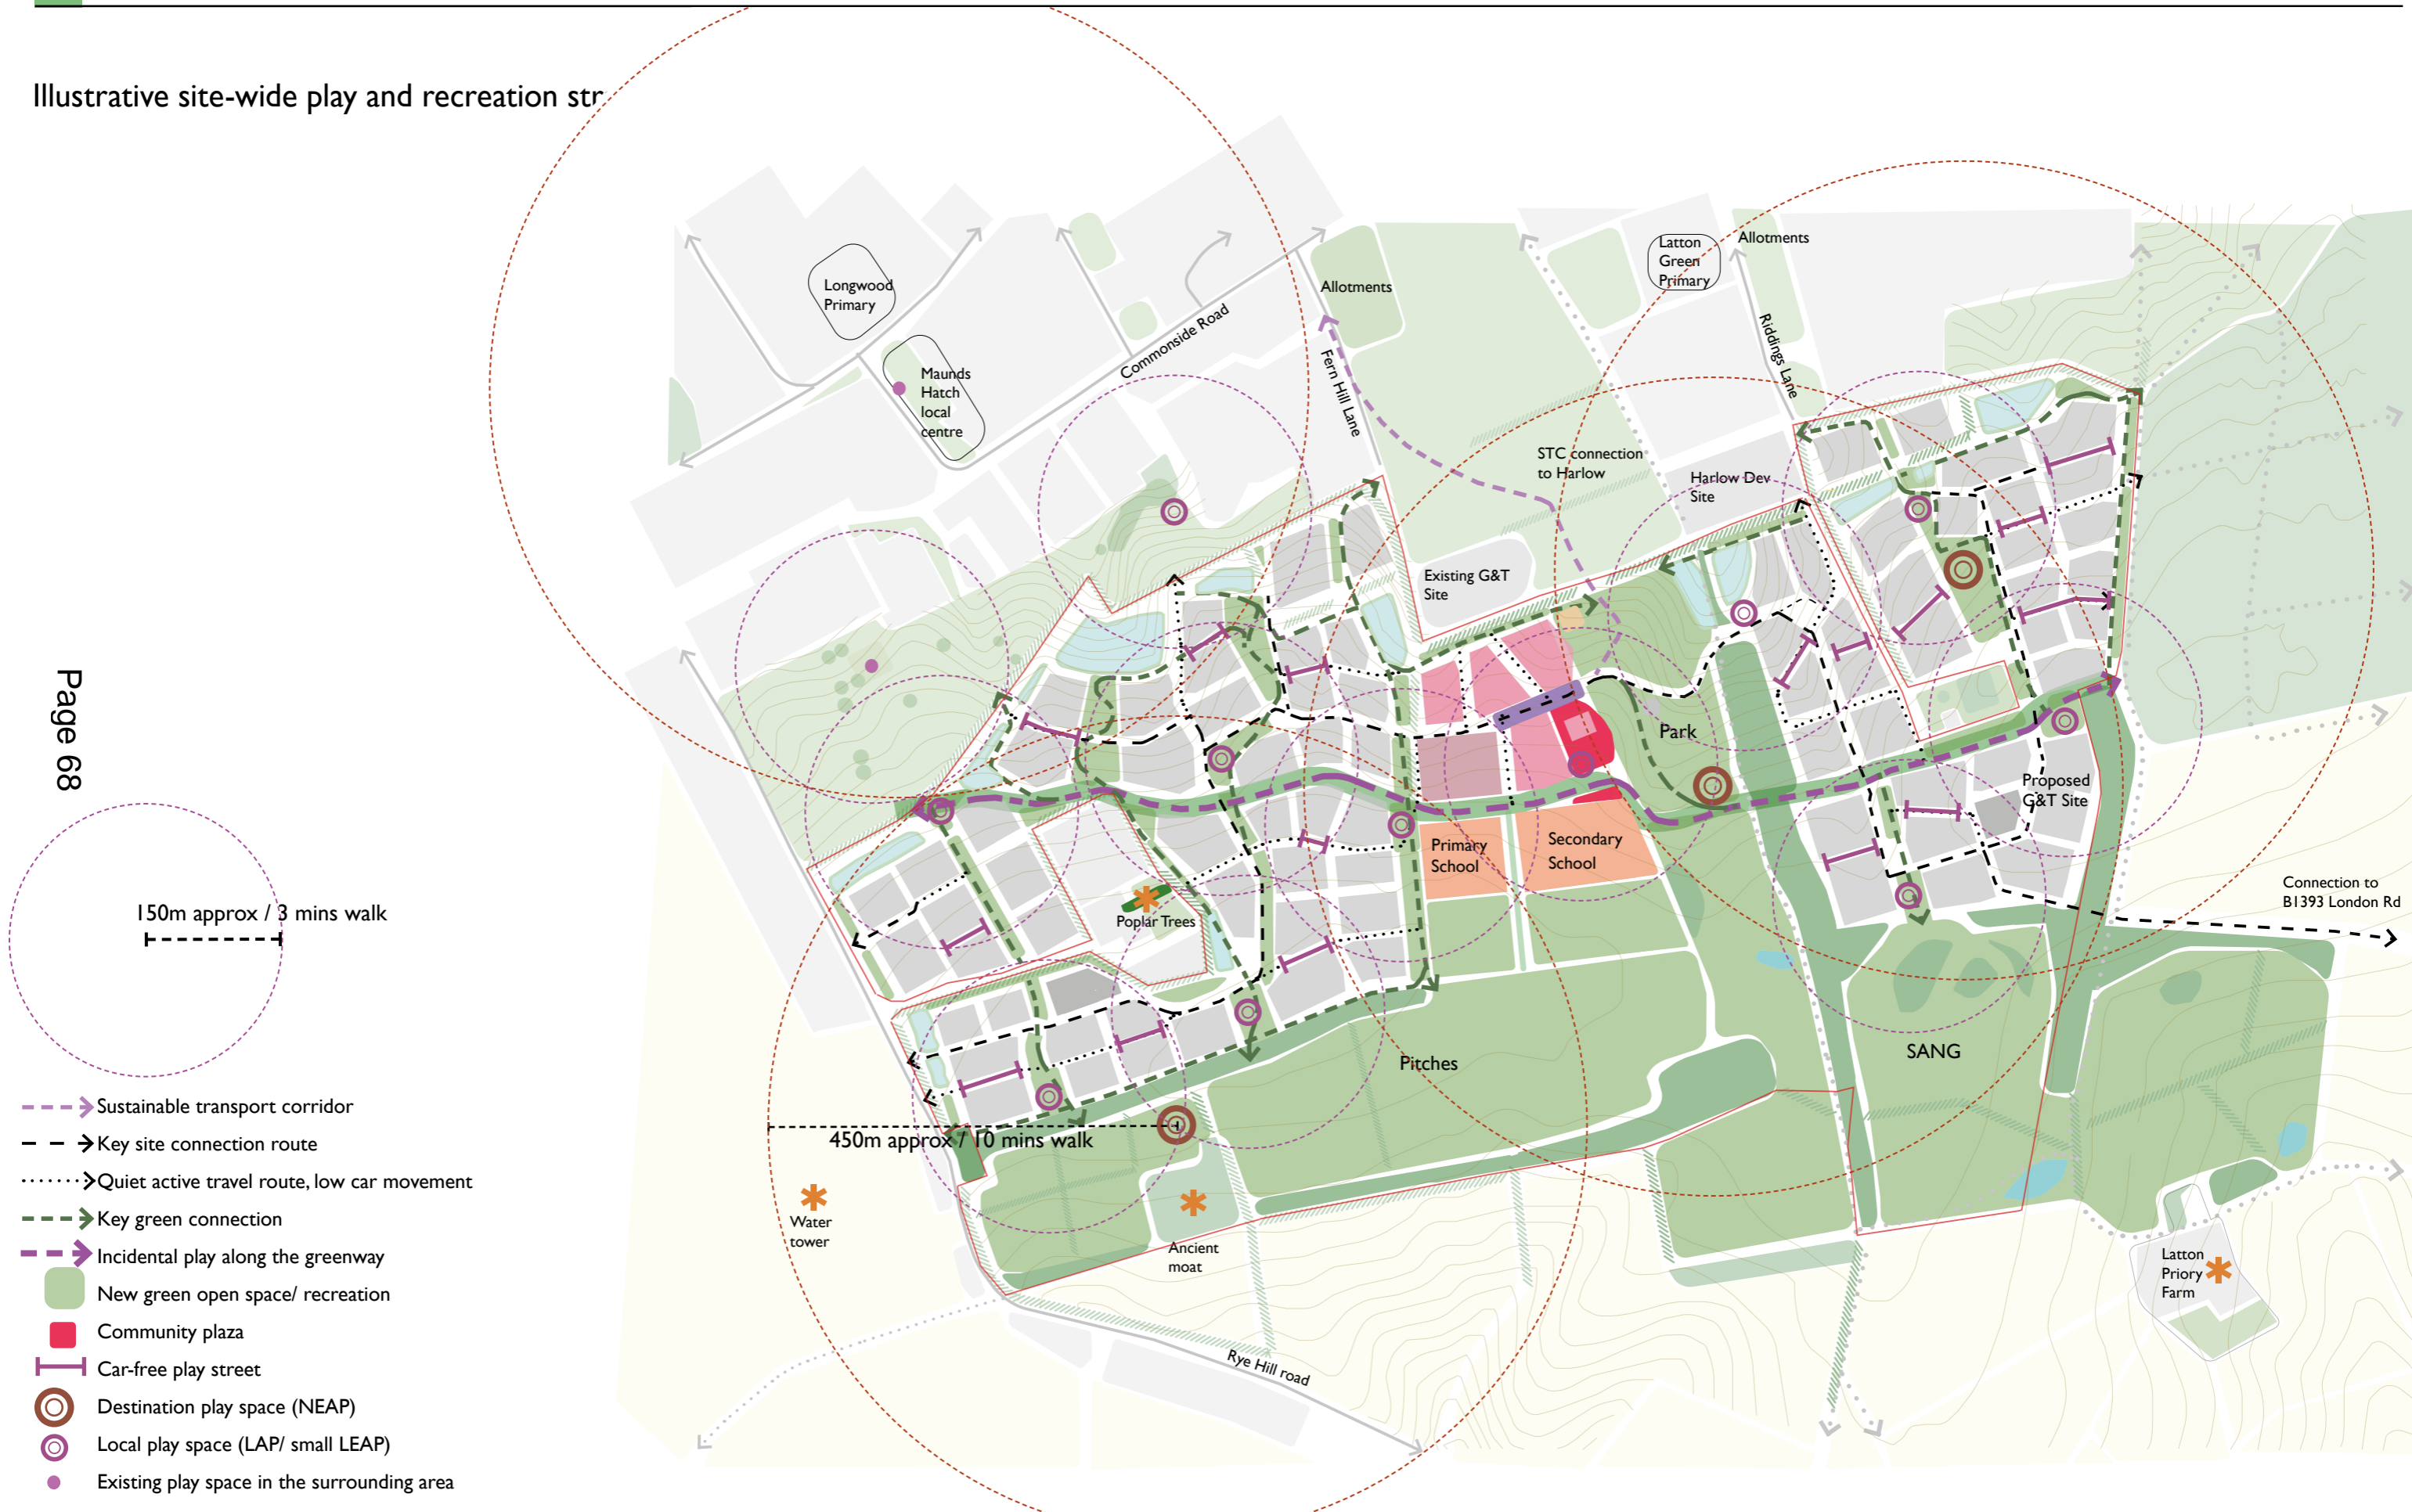 Illustrative site-wide play and recreation str
Longwood
Primary
Maunds
Hatch
local
centre
Commonside Road
Allotments
Fern Hill Lane
Latton
Green
Primary
Allotments
Riddings Lane
STC connection
to Harlow
Harlow Dev
Site
Existing G&T
Site
Park
Proposed
G&T Site
Primary
School
Secondary
School
Poplar Trees
Connection to
B1393 London Rd
Pitches
SANG
450m approx / 10 mins walk
Water
tower
Ancient
moat
Latton
Priory
Farm
Rye Hill road
Page 68
150m approx / 3 mins walk
Sustainable transport corridor
Key site connection route
Quiet active travel route, low car movement
Key green connection
Incidental play along the greenway
New green open space/ recreation
Community plaza
Car-free play street
Destination play space (NEAP)
Local play space (LAP/ small LEAP)
Existing play space in the surrounding area